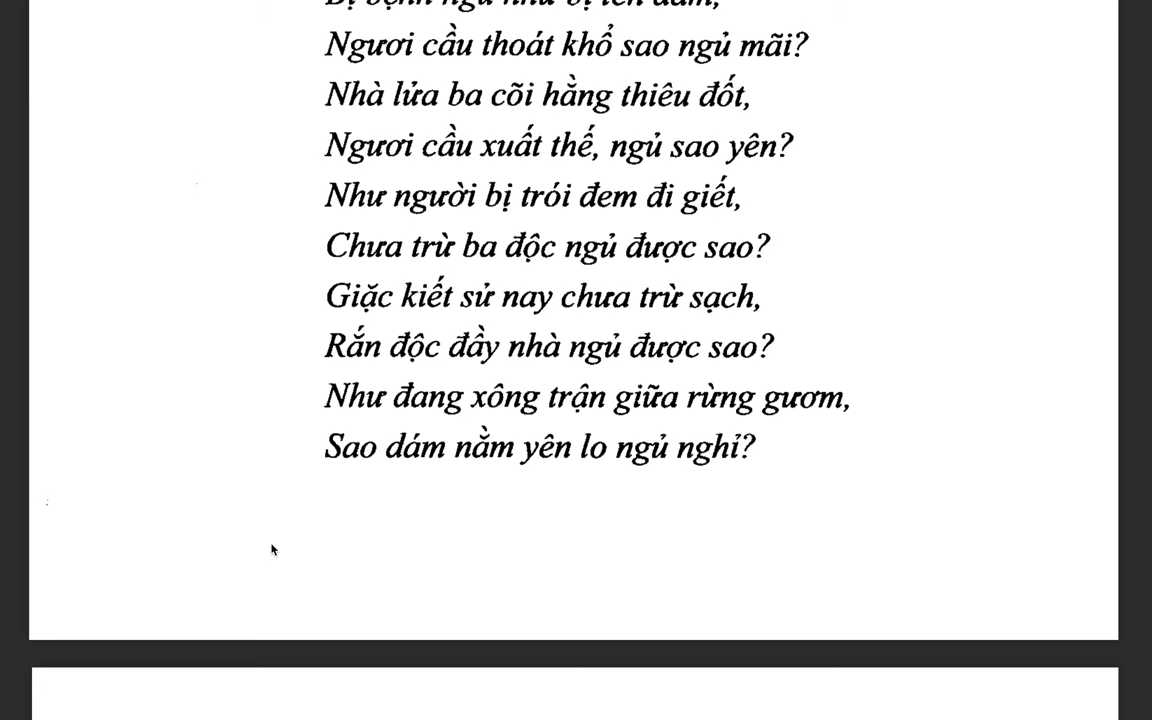 Ngươi cầu thoát khổ sao ngủ mãi?
Nhà lửa ba cõi hằng thiêu đốt,
Ngươi cầu xuất thế, ngủ sao yên?
Như người bị trói đem đi giết,
Chưa trừ ba độc ngủ được sao?
Giặc kiết sử nay chưa trừ sạch,
Rắn độc đầy nhà ngủ được sao?
Như đang xông trận giữa rừng gươm,
Sao dám nằm yên lo ngủ nghỉ?